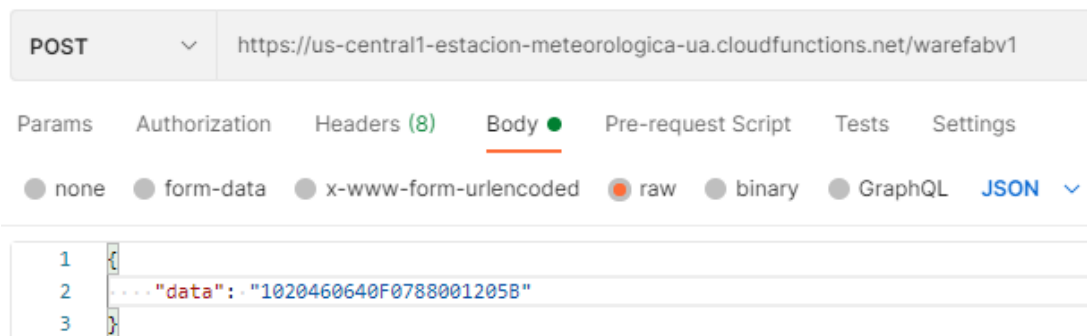 POST https://us-central1-estacion-meteorologica-ua.cloudfunctions.net/warefabv1
Params Authorization Headers (8) Body Pre-request Script Tests Settings
none form-data x-www-form-urlencoded raw binary GraphQL JSON
1 {
2 "data": "1020460640F0788001205B"
3 }